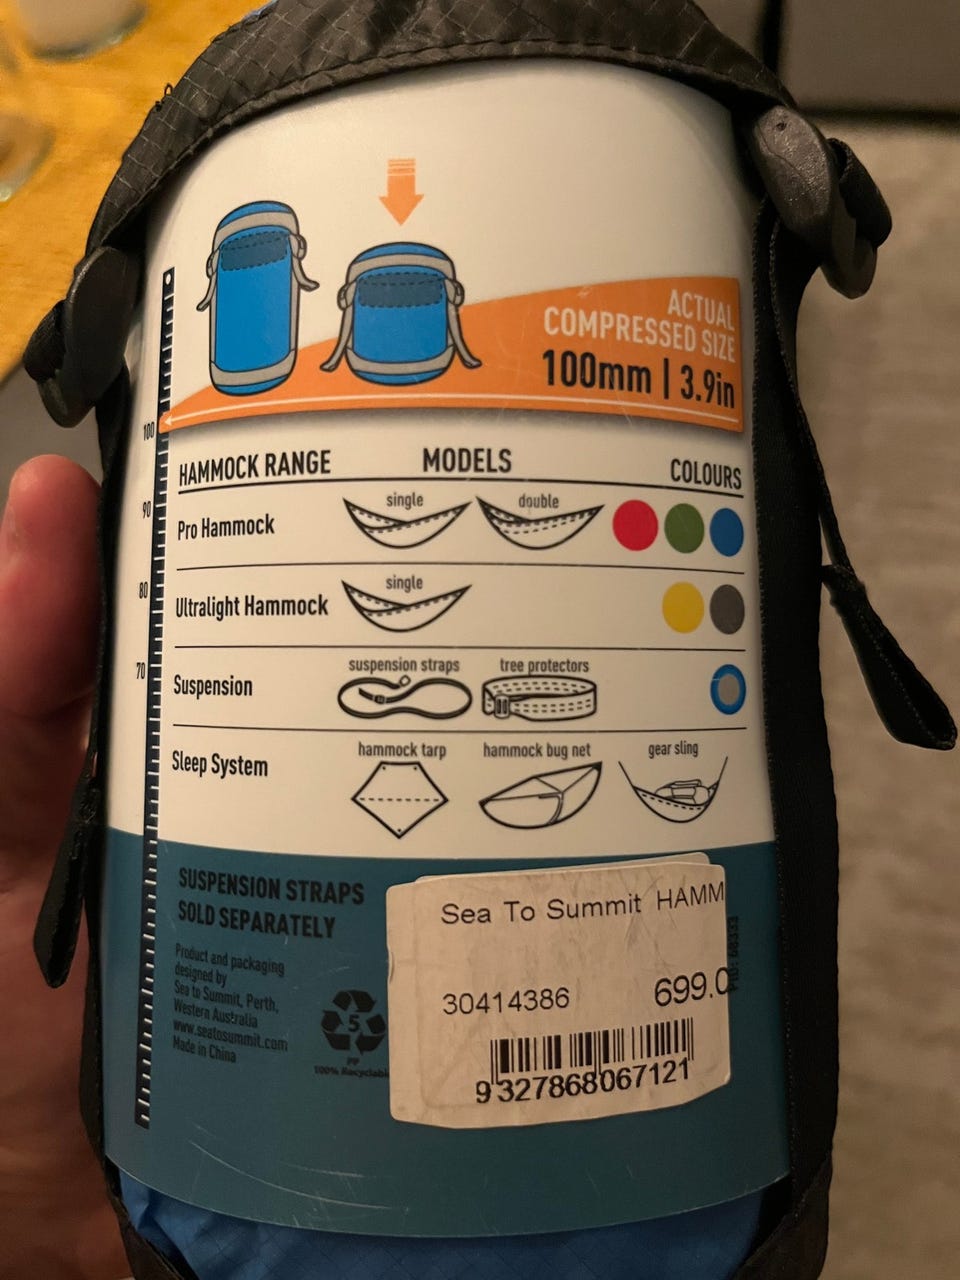 ACTUAL
COMPRESSED SIZE
100mm | 3.9in
100
90
80
70
HAMMOCK RANGE MODELS COLOURS
Pro Hammock single double
Ultralight Hammock single
Suspension suspension straps tree protectors
Sleep System hammock tarp hammock bug net gear sling
SUSPENSION STRAPS
SOLD SEPARATELY
Product and packaging
designed by
Sea to Summit, Perth,
Western Australia
www.seatosummit.com
Made in China
5
PP
100% Recyclabl
Sea To Summit HAMM
30414386 699.0
9 327868 067121